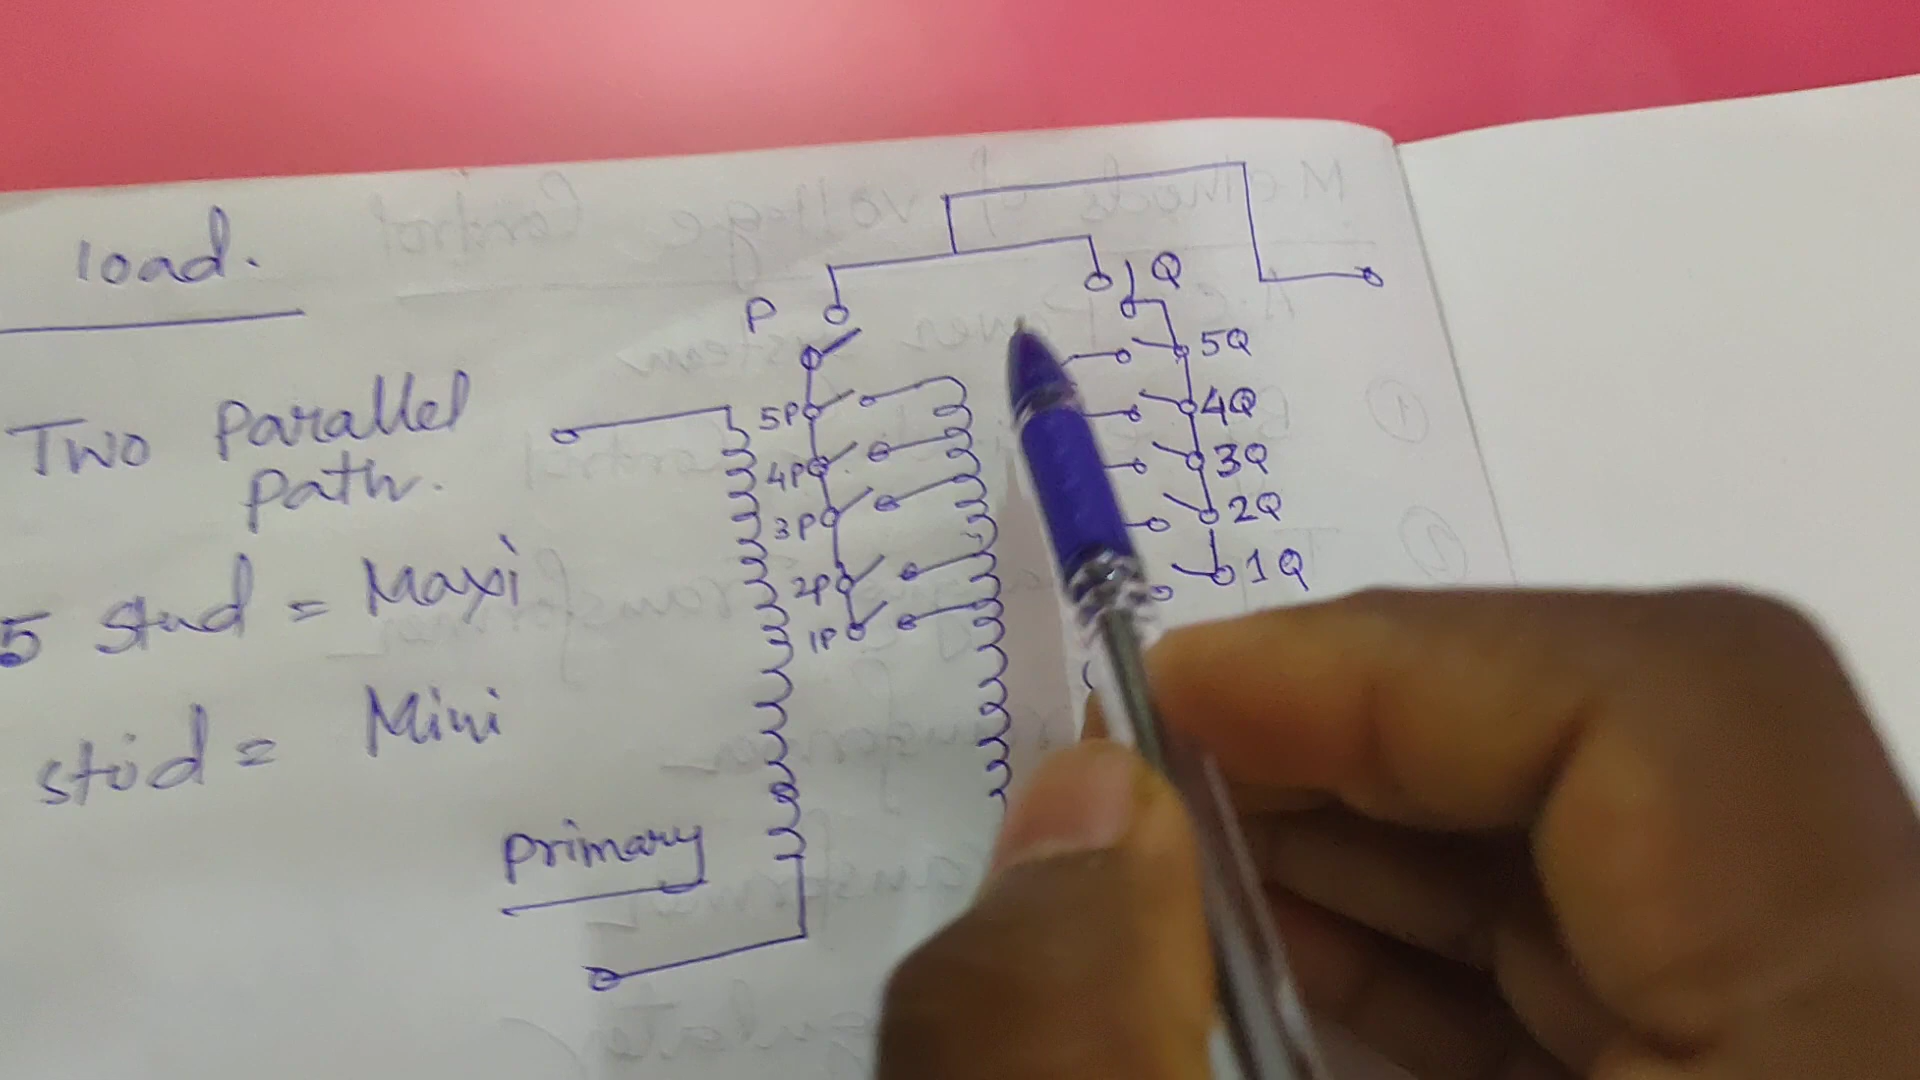 load.
Two Parallel
path.
5 stud = Maxi
stud = Mini
P
Q
5P
4P
3P
2P
1P
5Q
4Q
3Q
2Q
1Q
primary